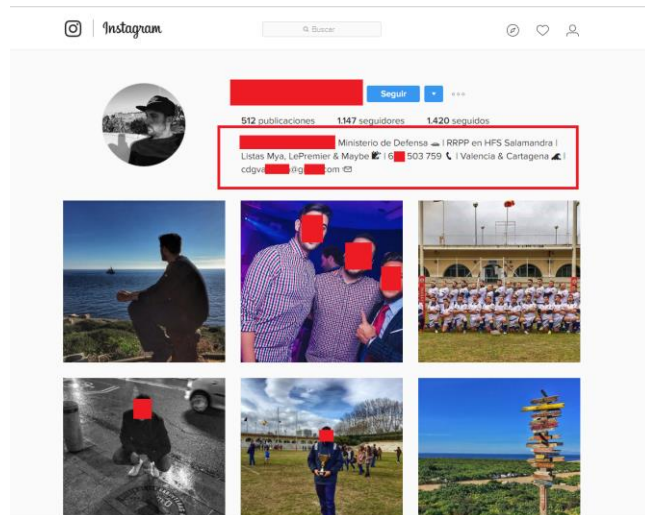 Instagram
Buscar
Seguir
512 publicaciones 1.147 seguidores 1.420 seguidos
Ministerio de Defensa | RRPP en HFS Salamandra |
Listas Mya, LePremier & Maybe | 6 503 759 | Valencia & Cartagena |
cdgva @g com